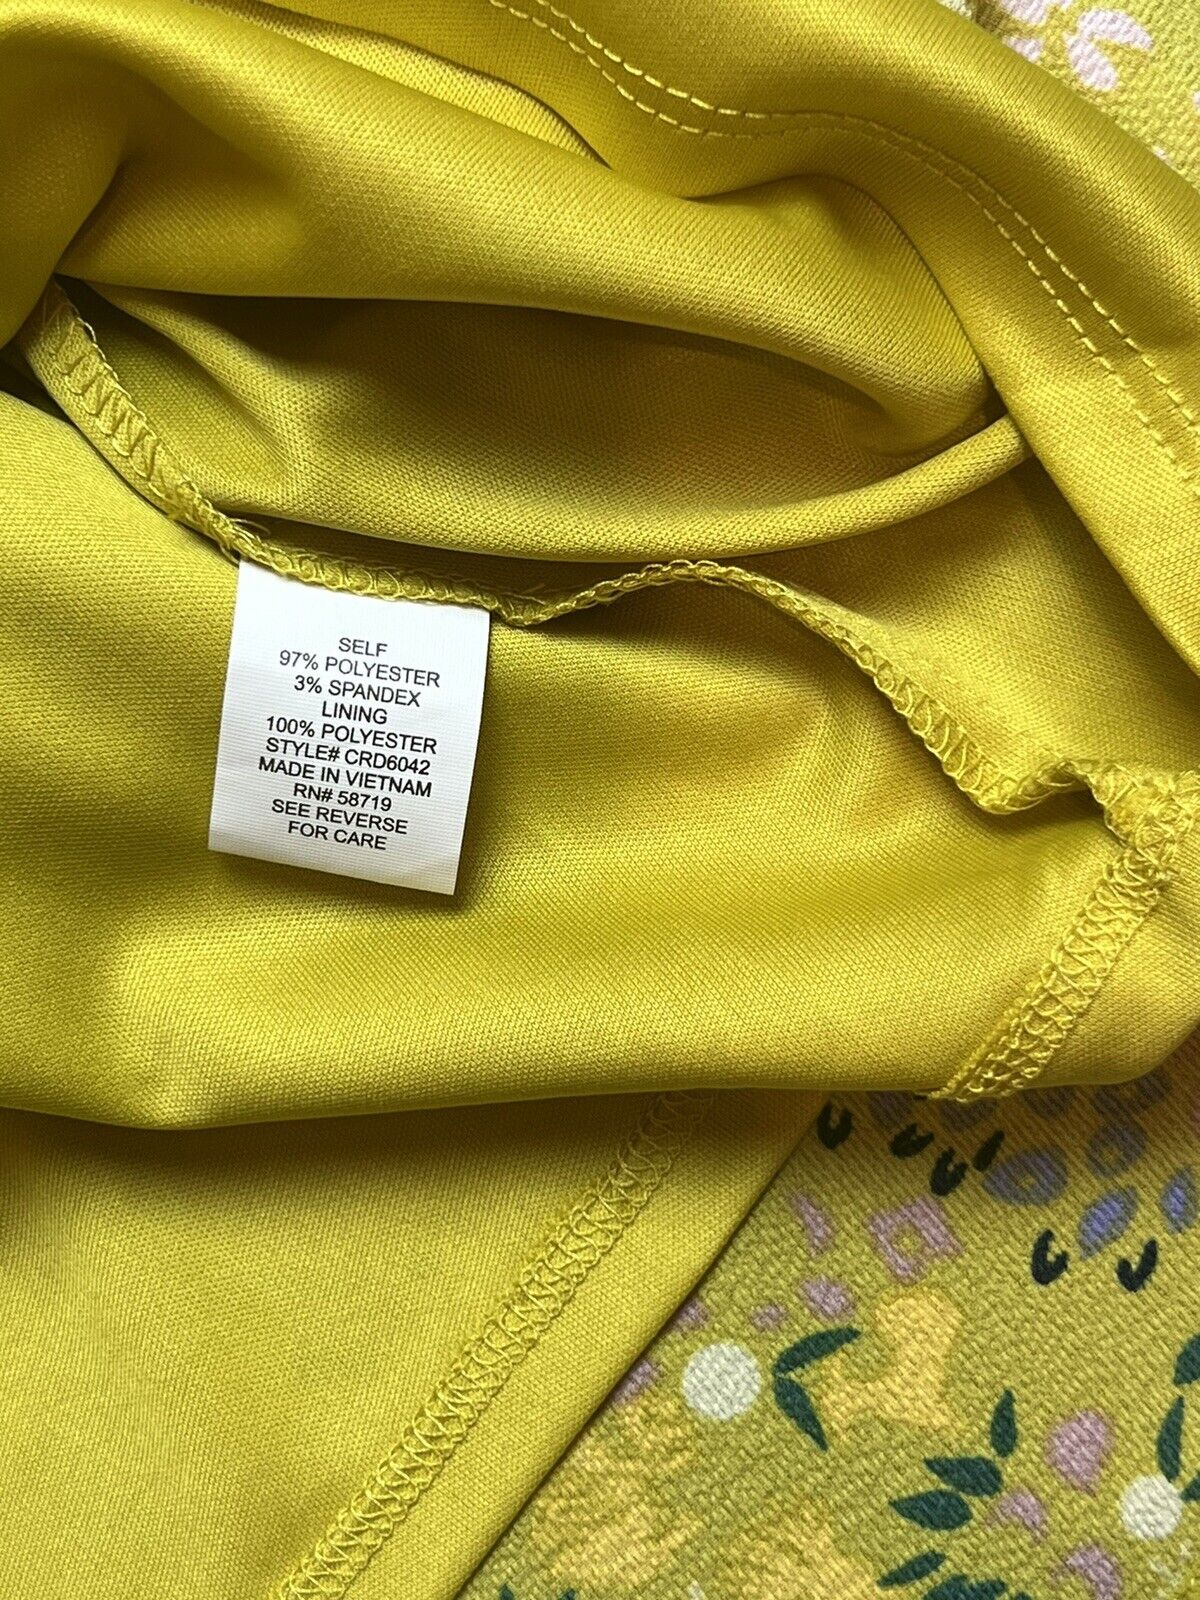 SELF
97% POLYESTER
3% SPANDEX
LINING
100% POLYESTER
STYLE# CRD6042
MADE IN VIETNAM
RN# 58719
SEE REVERSE
FOR CARE